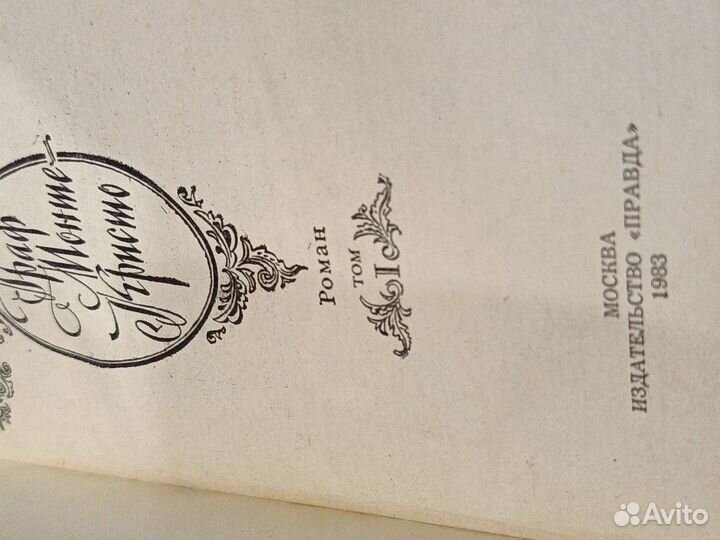 Граф
Монте-
Кристо
Роман
ТОМ
I
МОСКВА
ИЗДАТЕЛЬСТВО «ПРАВДА»
1983
Avito